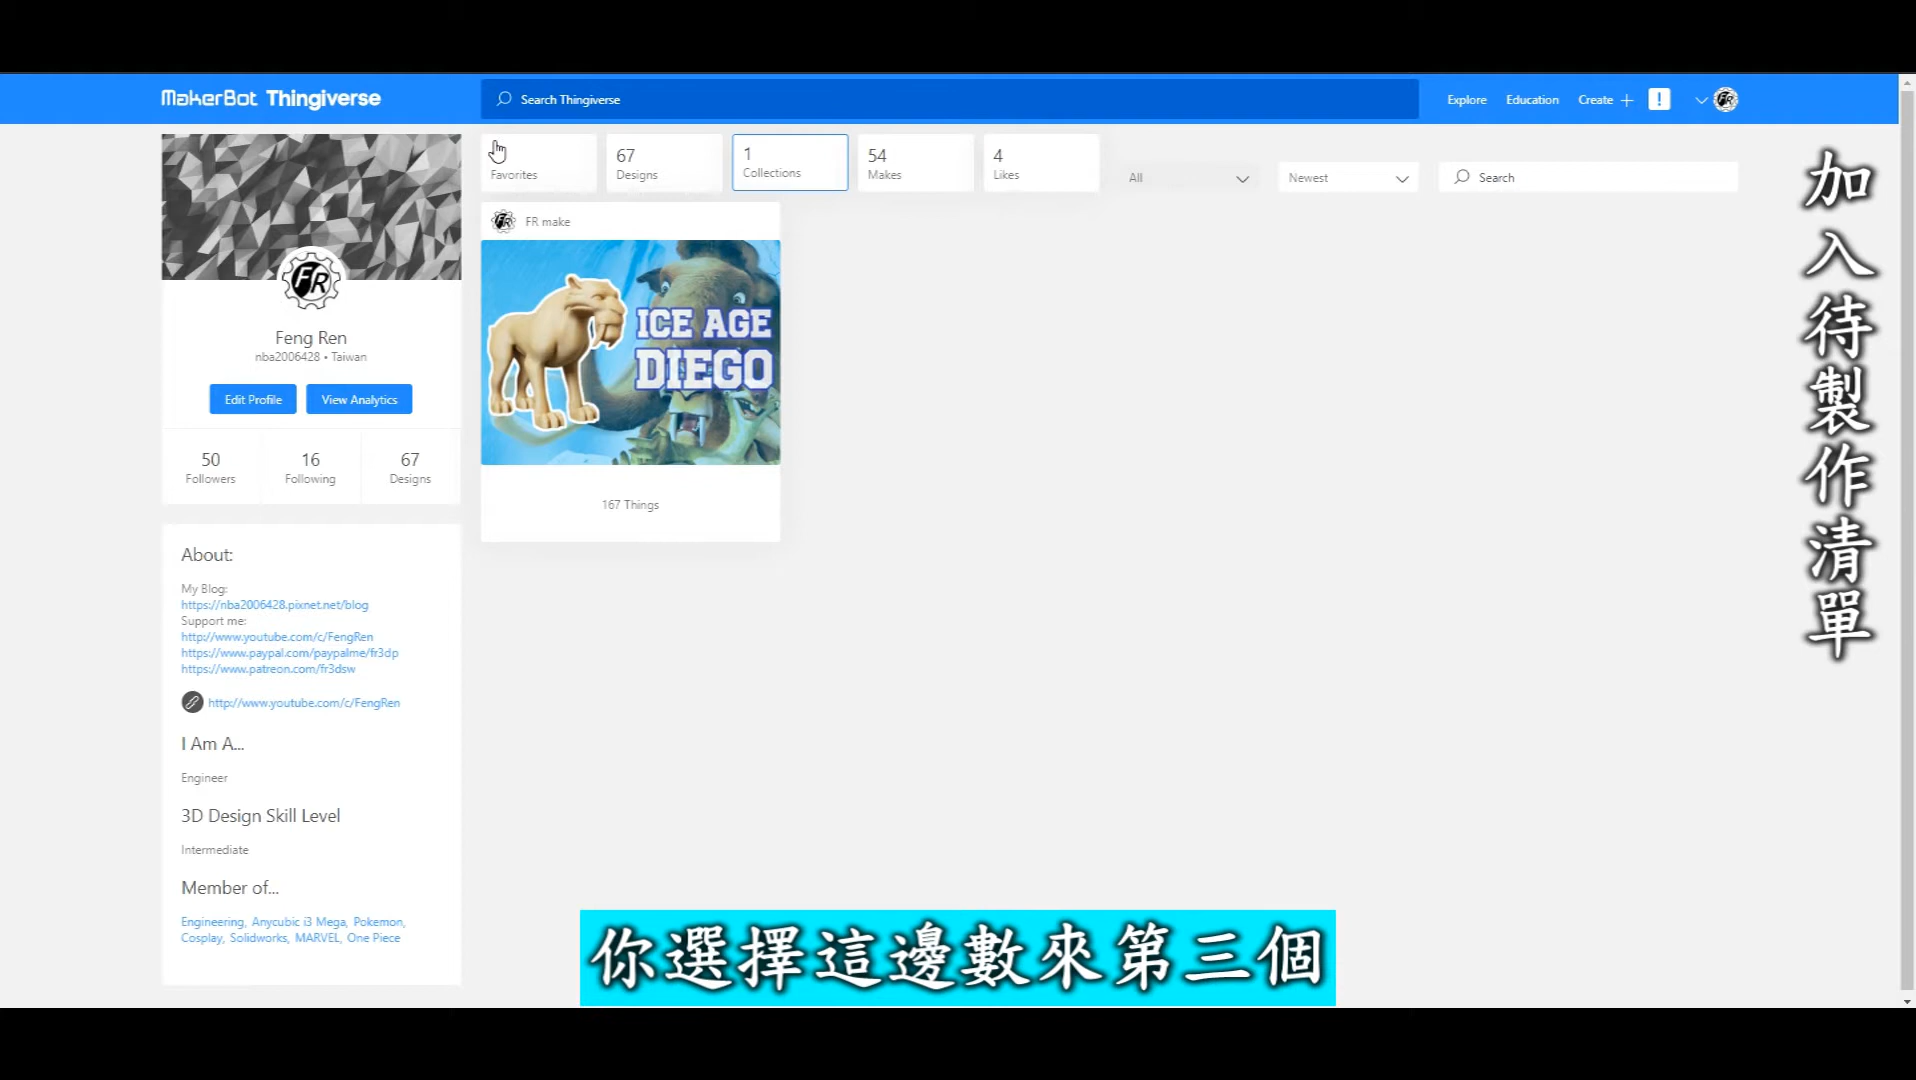 MakerBot Thingiverse
Search Thingiverse
Explore
Education
Create
FR
Favorites
67
Designs
1
Collections
54
Makes
4
Likes
All
Newest
Search
FR
FR make
ICE AGE
DIEGO
167 Things
FR
Feng Ren
nba2006428 • Taiwan
Edit Profile
View Analytics
50
Followers
16
Following
67
Designs
About:
My Blog:
https://nba2006428.pixnet.net/blog
Support me:
http://www.youtube.com/c/FengRen
https://www.paypal.com/paypalme/fr3dp
https://www.patreon.com/fr3dsw
http://www.youtube.com/c/FengRen
I Am A...
Engineer
3D Design Skill Level
Intermediate
Member of...
Engineering, Anycubic i3 Mega, Pokemon,
Cosplay, Solidworks, MARVEL, One Piece
加入待製作清單
你選擇這邊數來第三個